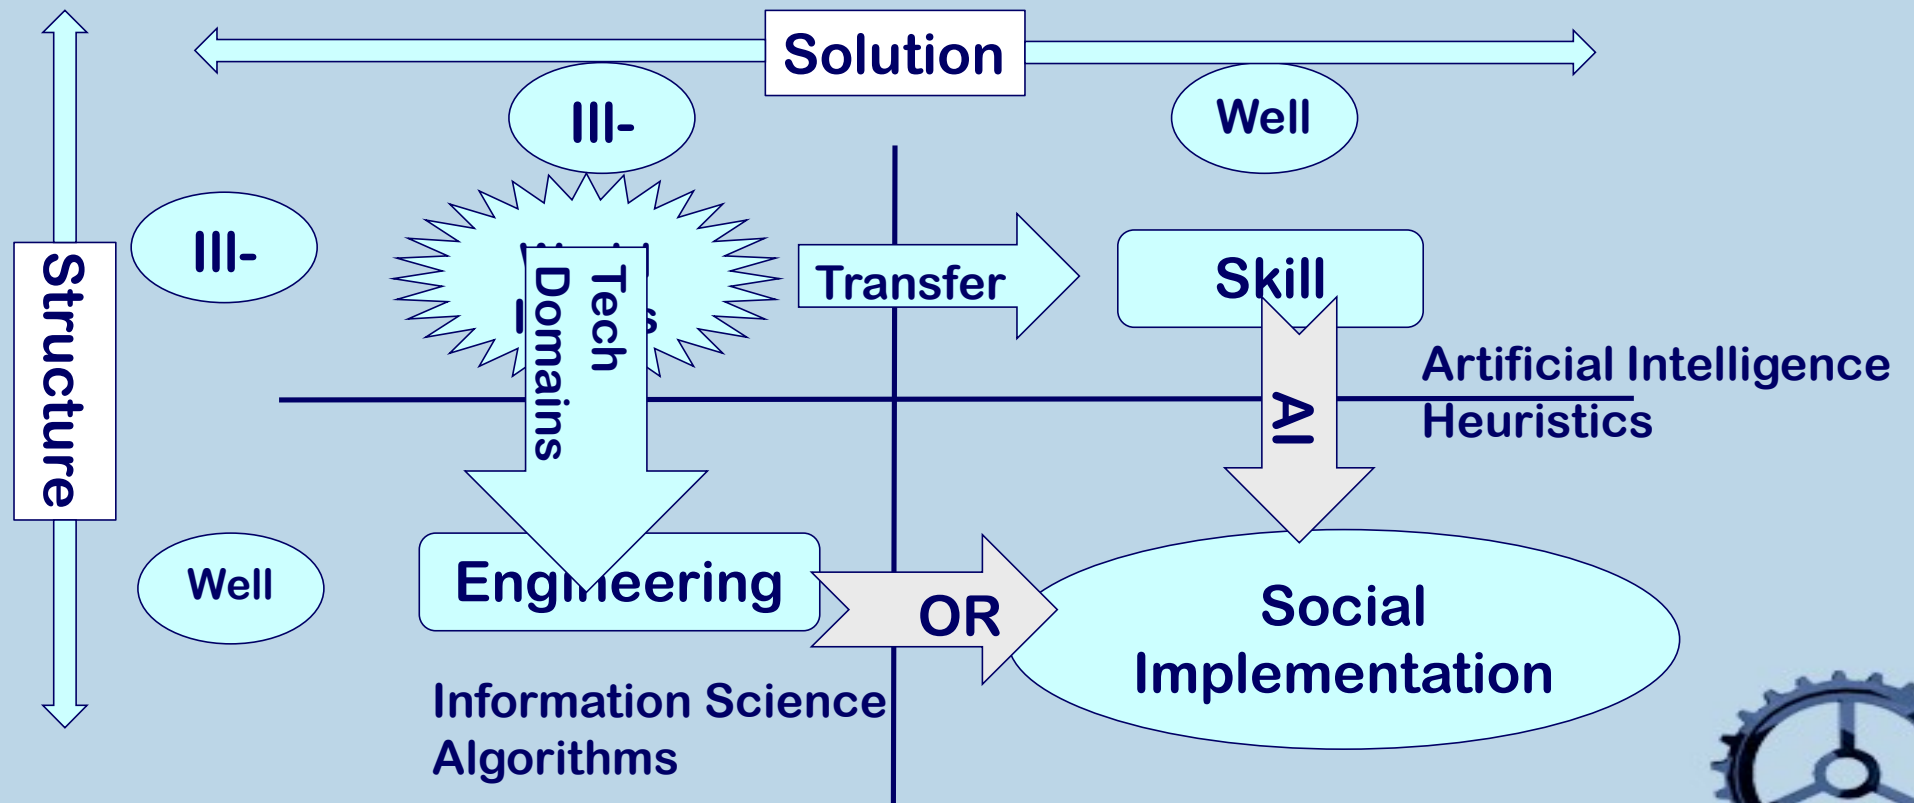 Solution
Ill-
Well
Ill-
Structure
Tech
Domains
Transfer
Skill
Artificial Intelligence
Heuristics
AI
Well
Engineering
OR
Social
Implementation
Information Science
Algorithms